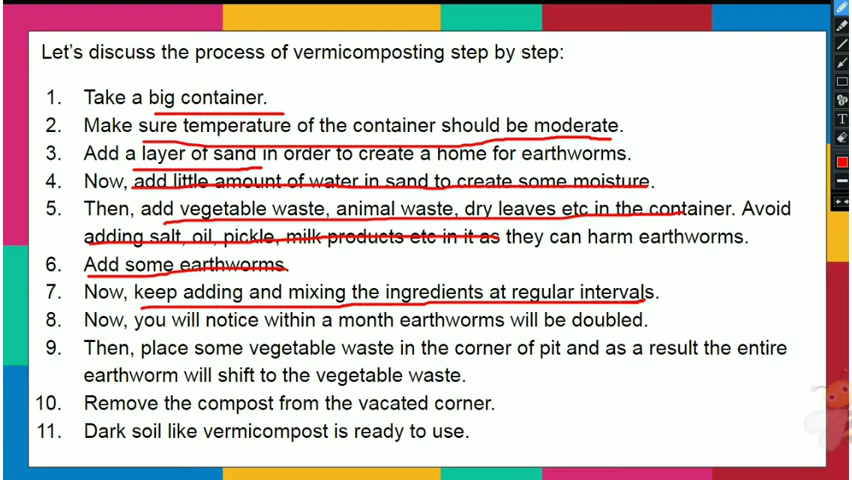 Let's discuss the process of vermicomposting step by step:
1. Take a big container.
2. Make sure temperature of the container should be moderate.
3. Add a layer of sand in order to create a home for earthworms.
4. Now, add little amount of water in sand to create some moisture.
5. Then, add vegetable waste, animal waste, dry leaves etc in the container. Avoid
adding salt, oil, pickle, milk products etc in it as they can harm earthworms.
6. Add some earthworms.
7. Now, keep adding and mixing the ingredients at regular intervals.
8. Now, you will notice within a month earthworms will be doubled.
9. Then, place some vegetable waste in the corner of pit and as a result the entire
earthworm will shift to the vegetable waste.
10. Remove the compost from the vacated corner.
11. Dark soil like vermicompost is ready to use.
T